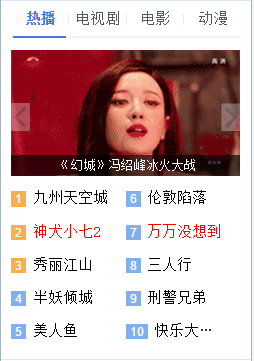 热播 电视剧 电影 动漫
高清
《幻城》冯绍峰冰火大战
1 九州天空城 6 伦敦陷落
2 神犬小七2 7 万万没想到
3 秀丽江山 8 三人行
4 半妖倾城 9 刑警兄弟
5 美人鱼 10 快乐大…